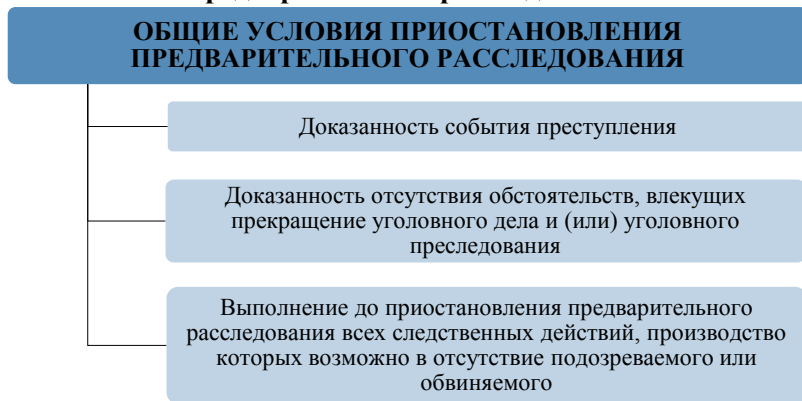 ОБЩИЕ УСЛОВИЯ ПРИОСТАНОВЛЕНИЯ
ПРЕДВАРИТЕЛЬНОГО РАССЛЕДОВАНИЯ
Доказанность события преступления
Доказанность отсутствия обстоятельств, влекущих
прекращение уголовного дела и (или) уголовного
преследования
Выполнение до приостановления предварительного
расследования всех следственных действий, производство
которых возможно в отсутствие подозреваемого или
обвиняемого